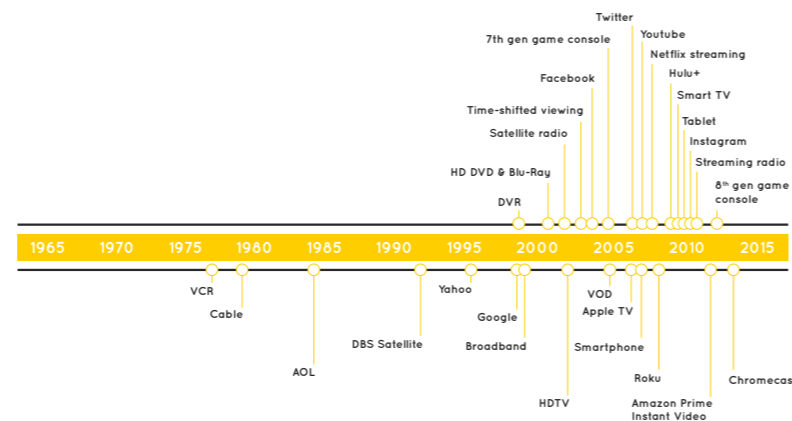 Twitter
Youtube
7th gen game console
Netflix streaming
Hulu+
Facebook
Smart TV
Time-shifted viewing
Tablet
Satellite radio
Instagram
Streaming radio
HD DVD & Blu-Ray
8th gen game
console
DVR
1965 1970 1975 1980 1985 1990 1995 2000 2005 2010 2015
VCR
Yahoo
VOD
Cable
Google
Apple TV
DBS Satellite
Broadband
Smartphone
AOL
Roku
Chromecas
HDTV
Amazon Prime
Instant Video